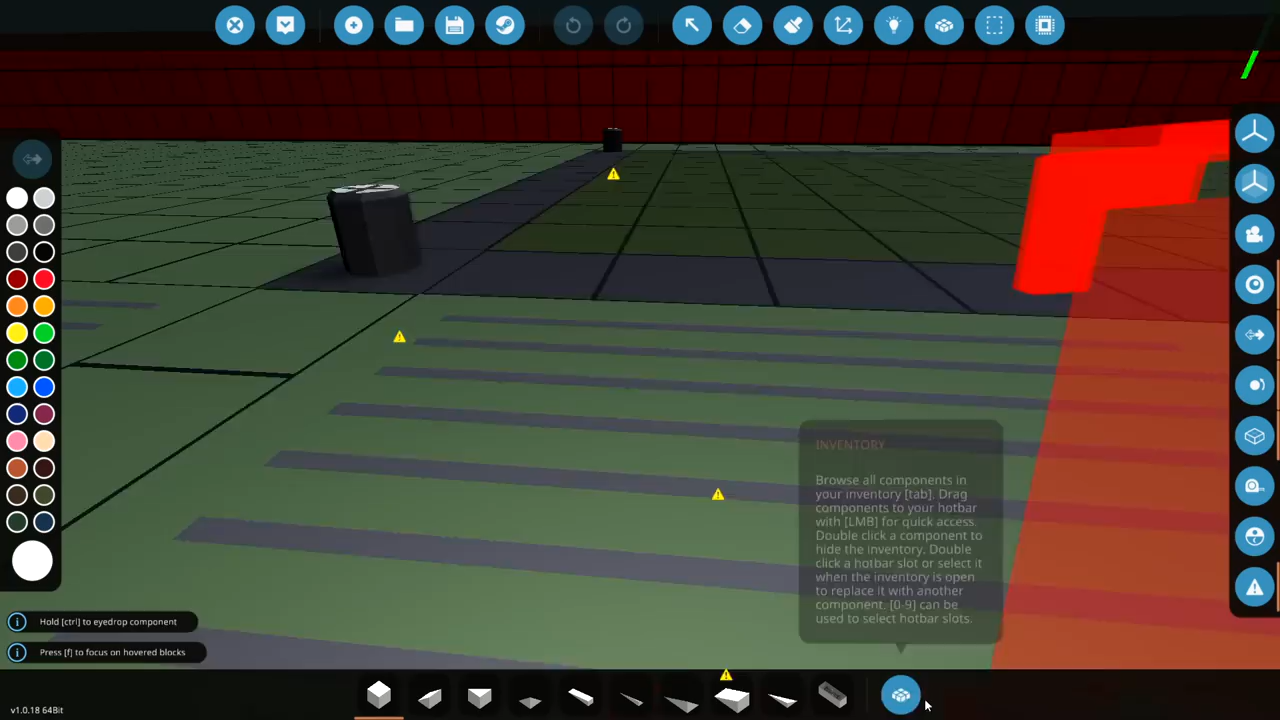 INVENTORY
Browse all components in
your inventory [tab]. Drag
components to your hotbar
with [LMB] for quick access.
Double click a component to
hide the inventory. Double
click a hotbar slot or select it
when the inventory is open
to replace it with another
component. [0-9] can be
used to select hotbar slots.
Hold [ctrl] to eyedrop component
Press [f] to focus on hovered blocks
v1.0.18 64Bit